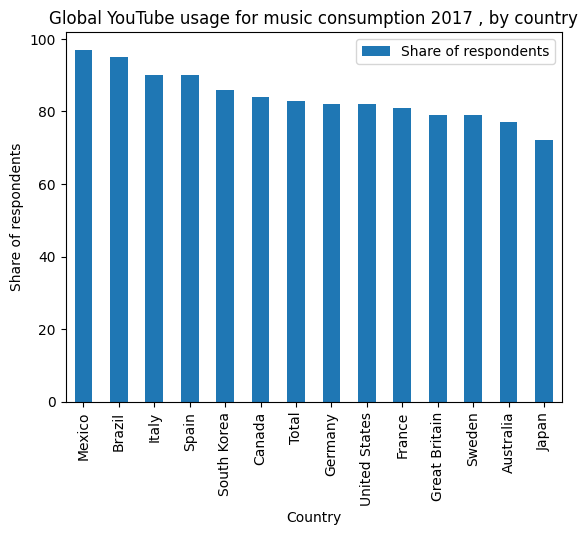 Global YouTube usage for music consumption 2017 , by country
Share of respondents
Share of respondents
100
80
60
40
20
0
Mexico
Brazil
Italy
Spain
South Korea
Canada
Total
Germany
United States
France
Great Britain
Sweden
Australia
Japan
Country